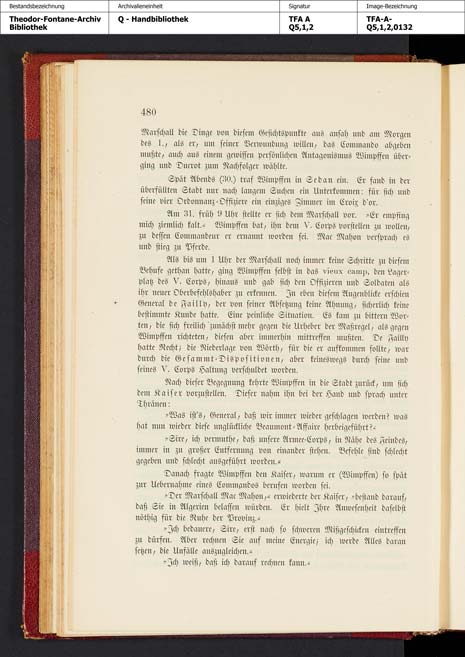 Bestandsbezeichnung
Theodor-Fontane-Archiv
Bibliothek
Archivalieneinheit
Q - Handbibliothek
Signatur
TFA A
Q5,1,2
Image-Bezeichnung
TFA-A-
Q5,1,2,0132
480
Marschall die Dinge von diesem Gesichtspunkte aus ansah und am Morgen
des 1., als er, um seiner Verwundung willen, das Commando abgeben
mußte, auch aus einem gewissen persönlichen Antagonismus Wimpffen über-
ging und Ducrot zum Nachfolger wählte.
Spät Abends (30.) traf Wimpffen in Sedan ein. Er fand in der
überfüllten Stadt nur nach langem Suchen ein Unterkommen: für sich und
seine vier Ordonnanz-Offiziere ein einziges Zimmer im Croix d'or.
Am 31. früh 9 Uhr stellte er sich dem Marschall vor. »Er empfing
mich ziemlich kalt.« Wimpffen bat, ihn dem V. Corps vorstellen zu wollen,
zu dessen Commandeur er ernannt worden sei. Mac Mahon versprach es
und stieg zu Pferde.
Als bis um 1 Uhr der Marschall noch immer keine Schritte zu diesem
Behufe gethan hatte, ging Wimpffen selbst in das vieux camp, den Lager-
platz des V. Corps, hinaus und gab sich den Offizieren und Soldaten als
ihr neuer Oberbefehlshaber zu erkennen. In eben diesem Augenblicke erschien
General de Failly, der von seiner Absetzung keine Ahnung, sicherlich keine
bestimmte Kunde hatte. Eine peinliche Situation. Es kam zu bittern Wor-
ten, die sich freilich zunächst mehr gegen die Urheber der Maßregel, als gegen
Wimpffen richteten, diesen aber immerhin mittreffen mußten. De Failly
hatte Recht; die Niederlage von Wörth, für die er aufkommen sollte, war
durch die Gesammt-Dispositionen, aber keineswegs durch seine und
seines V. Corps Haltung verschuldet worden.
Nach dieser Begegnung kehrte Wimpffen in die Stadt zurück, um sich
dem Kaiser vorzustellen. Dieser nahm ihn bei der Hand und sprach unter
Thränen:
»Was ist's, General, daß wir immer wieder geschlagen werden? was
hat nun wieder diese unglückliche Beaumont-Affaire herbeigeführt?«
»Sire, ich vermuthe, daß unsere Armee-Corps, in Nähe des Feindes,
immer in zu großer Entfernung von einander stehen. Befehle sind schlecht
gegeben und schlecht ausgeführt worden.«
Danach fragte Wimpffen den Kaiser, warum er (Wimpffen) so spät
zur Uebernahme eines Commandos berufen worden sei.
»Der Marschall Mac Mahon,« erwiederte der Kaiser, »bestand darauf,
daß Sie in Algerien belassen würden. Er hielt Ihre Anwesenheit daselbst
nöthig für die Ruhe der Provinz.«
»Ich bedauere, Sire, erst nach so schweren Mißgeschicken eintreffen
zu dürfen. Aber rechnen Sie auf meine Energie; ich werde Alles daran
setzen, die Unfälle auszugleichen.«
»Ich weiß, daß ich darauf rechnen kann.«